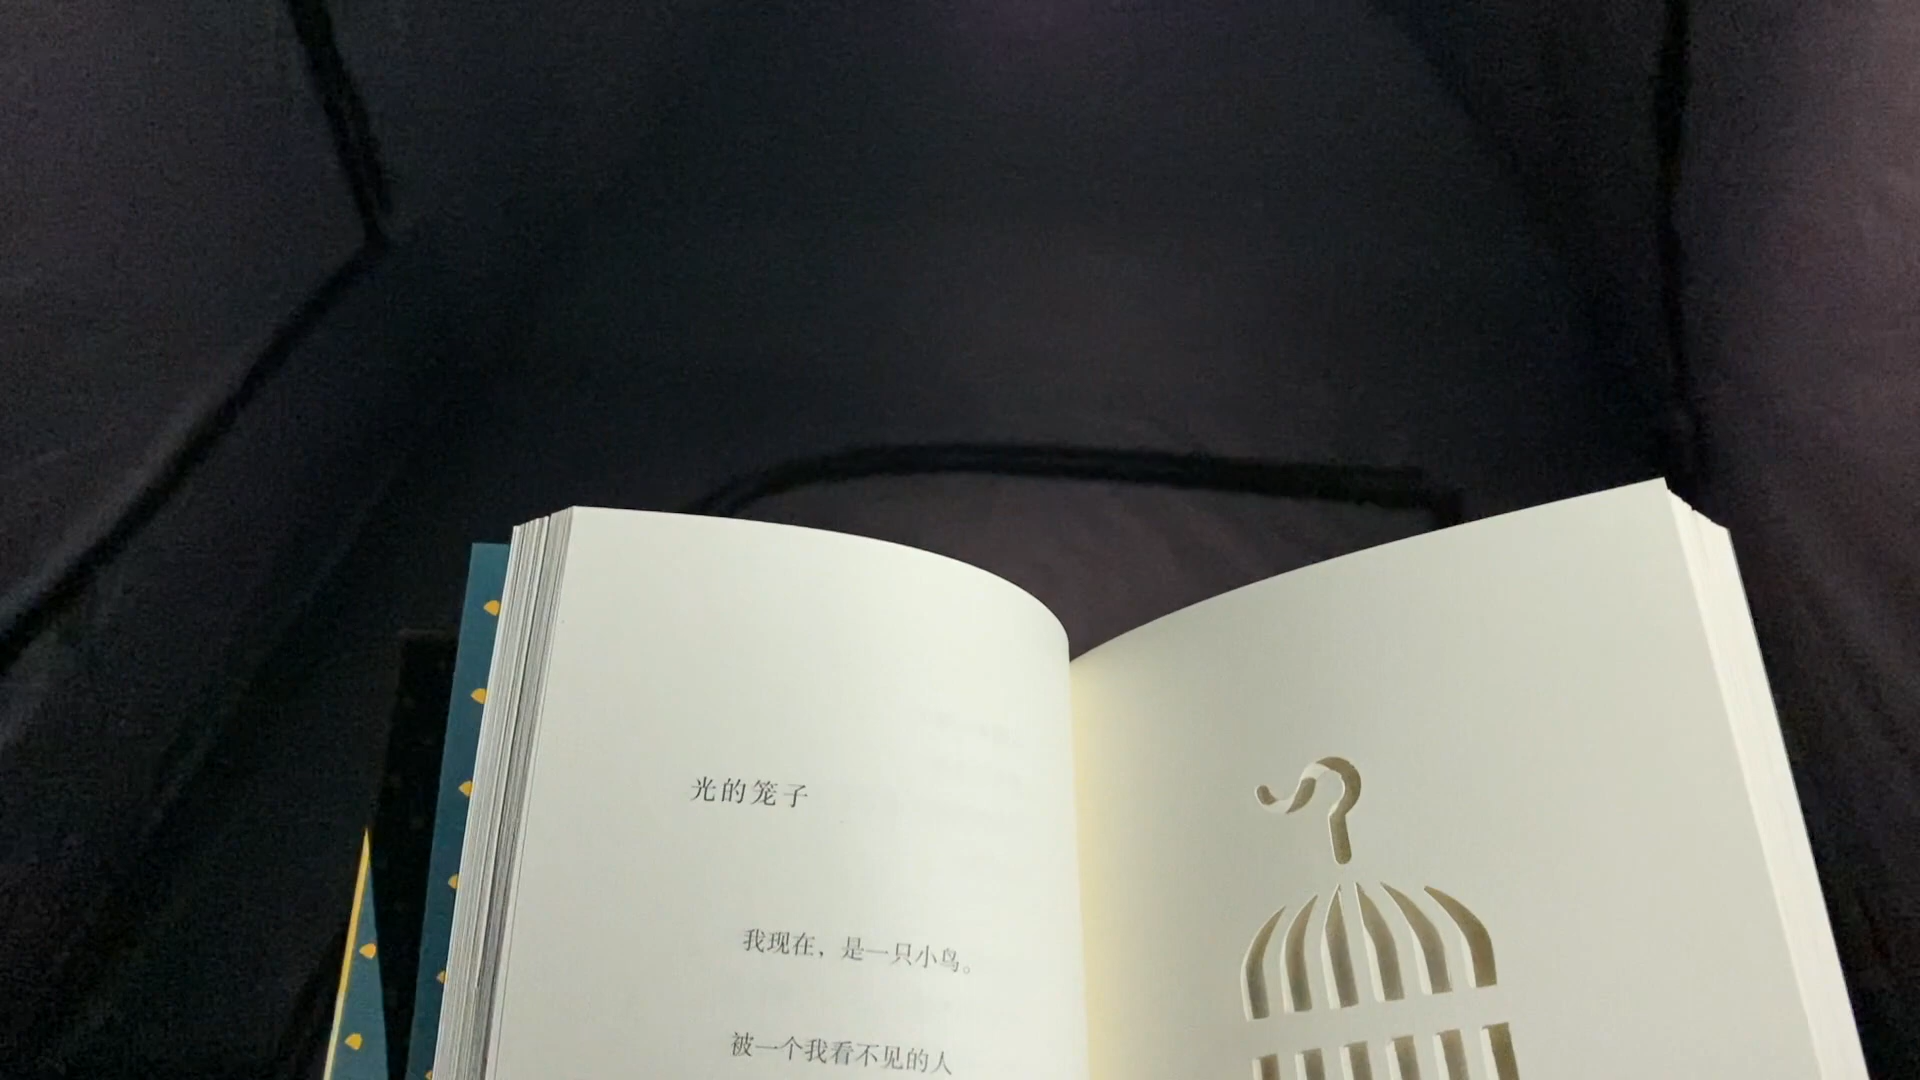 光的笼子
我现在，是一只小鸟。
被一个我看不见的人